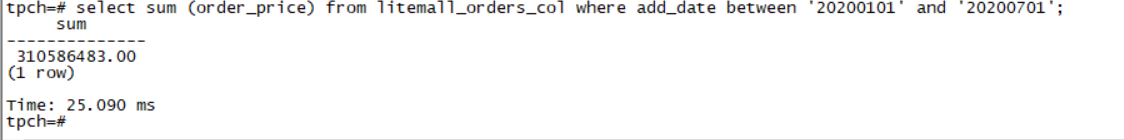 tpch=# select sum (order_price) from litemall_orders_col where add_date between '20200101' and '20200701';
sum
--------------
310586483.00
(1 row)
Time: 25.090 ms
tpch=#